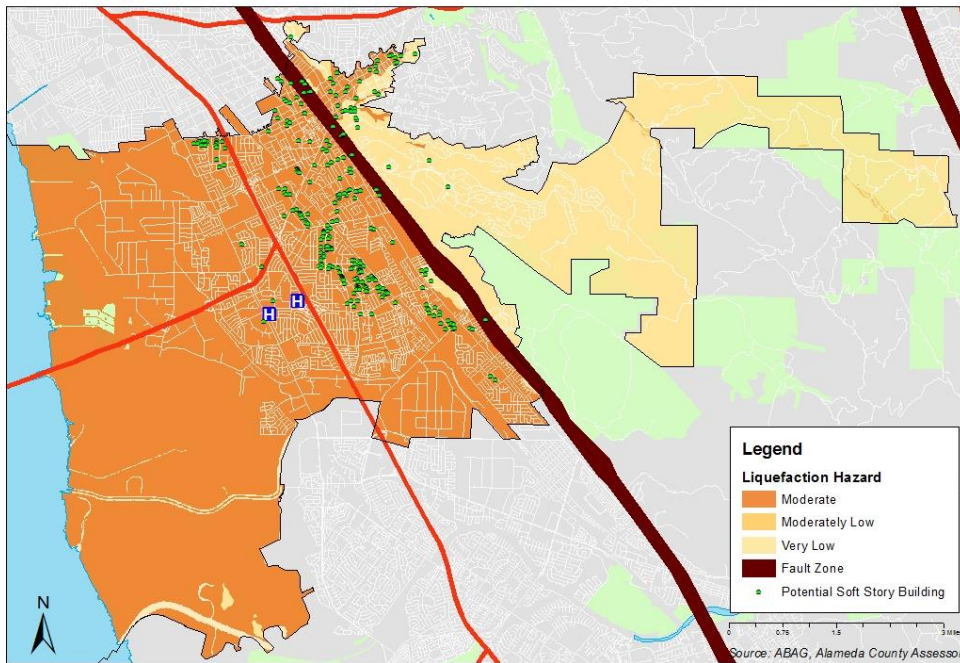 H
H
N
Legend
Liquefaction Hazard
Moderate
Moderately Low
Very Low
Fault Zone
Potential Soft Story Building
0 0.75 1.5 3 Miles
Source: ABAG, Alameda County Assessor